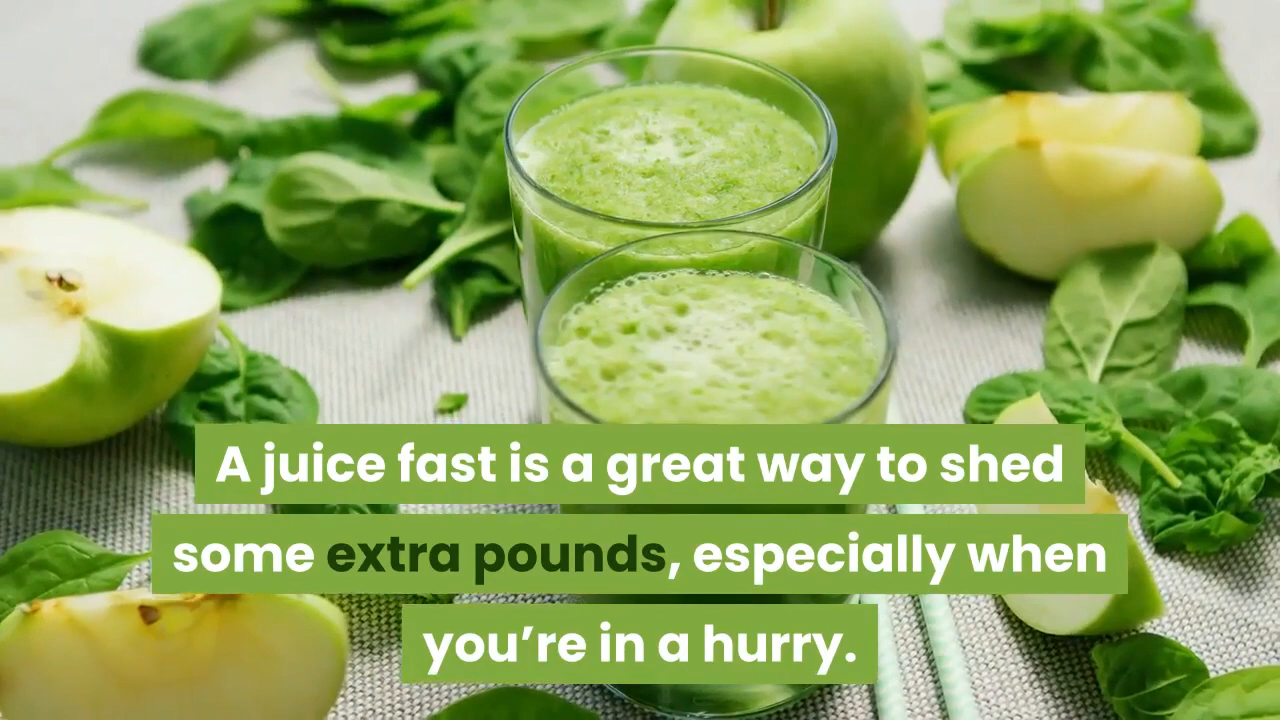 A juice fast is a great way to shed
some extra pounds, especially when
you’re in a hurry.